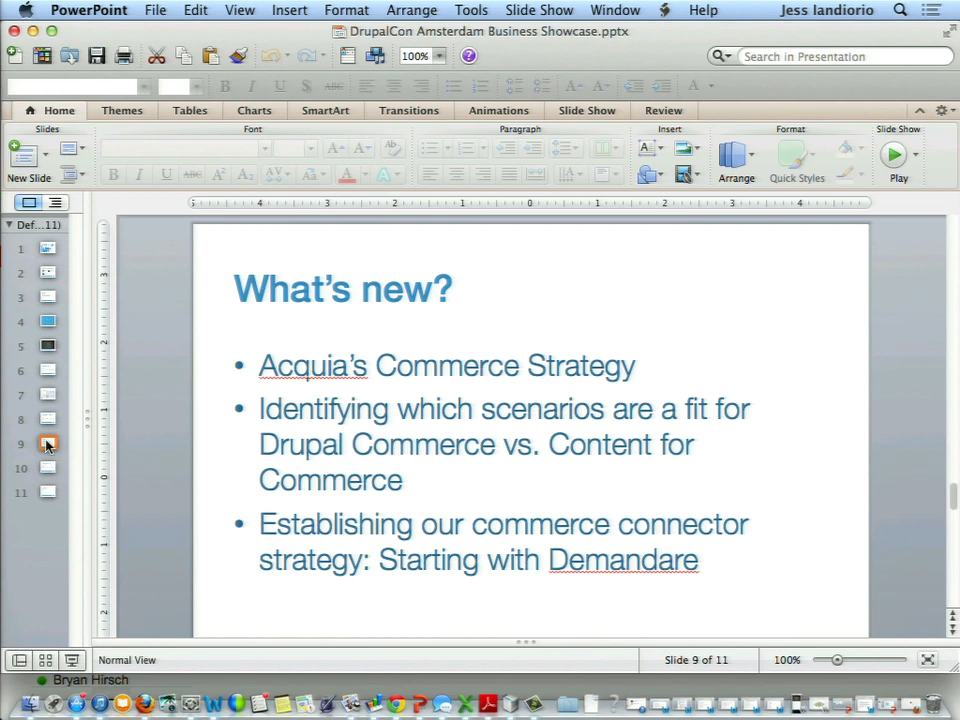 PowerPoint File Edit View Insert Format Arrange Tools Slide Show Window Help Jess Iandiorio
DrupalCon Amsterdam Business Showcase.pptx
100% Search in Presentation
Home Themes Tables Charts SmartArt Transitions Animations Slide Show Review
Slides Font Paragraph Insert Format Slide Show
New Slide Arrange Quick Styles Play
Def...11)
1
2
3
4
5
6
7
8
9
10
11
What's new?
• Acquia's Commerce Strategy
• Identifying which scenarios are a fit for
Drupal Commerce vs. Content for
Commerce
• Establishing our commerce connector
strategy: Starting with Demandare
Normal View Slide 9 of 11 100%
Bryan Hirsch